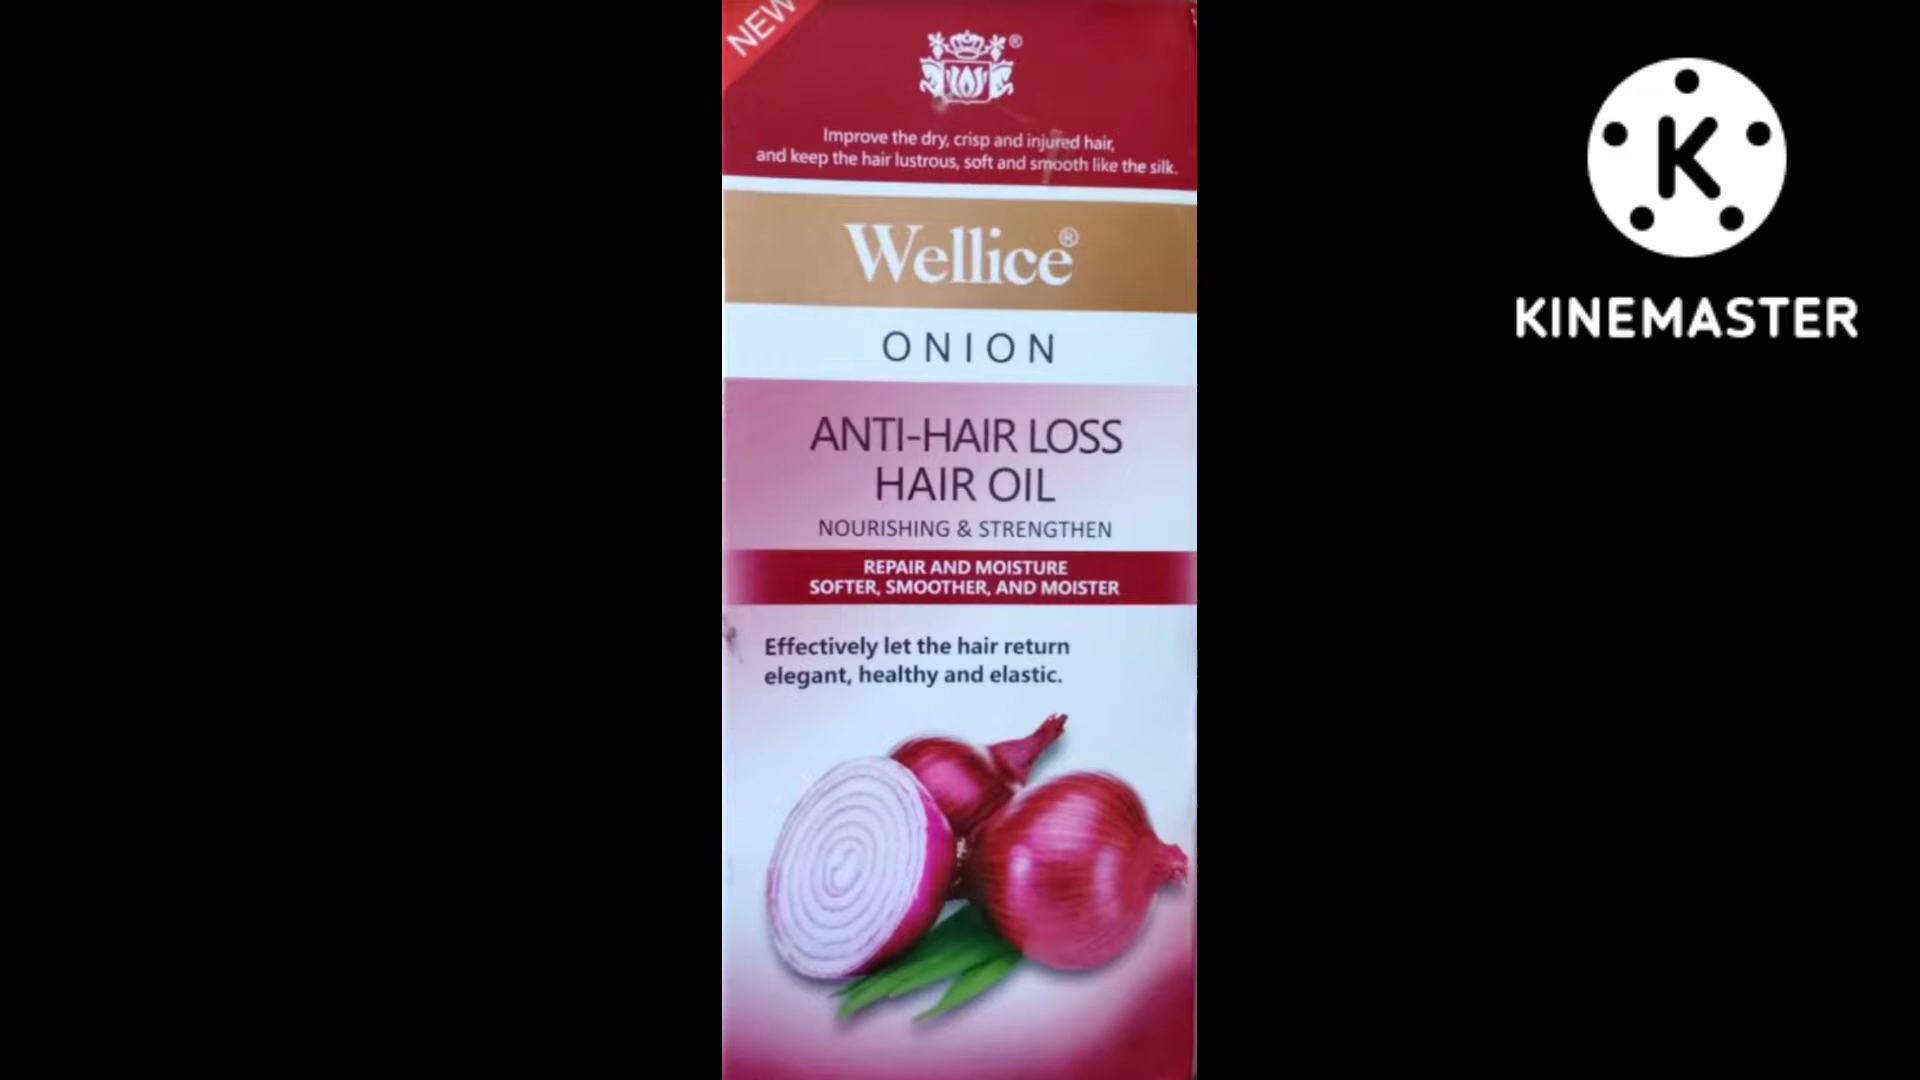 NEW
®
Improve the dry, crisp and injured hair,
and keep the hair lustrous, soft and smooth like the silk.
Wellice®
ONION
ANTI-HAIR LOSS
HAIR OIL
NOURISHING & STRENGTHEN
REPAIR AND MOISTURE
SOFTER, SMOOTHER, AND MOISTER
Effectively let the hair return
elegant, healthy and elastic.
K
KINEMASTER